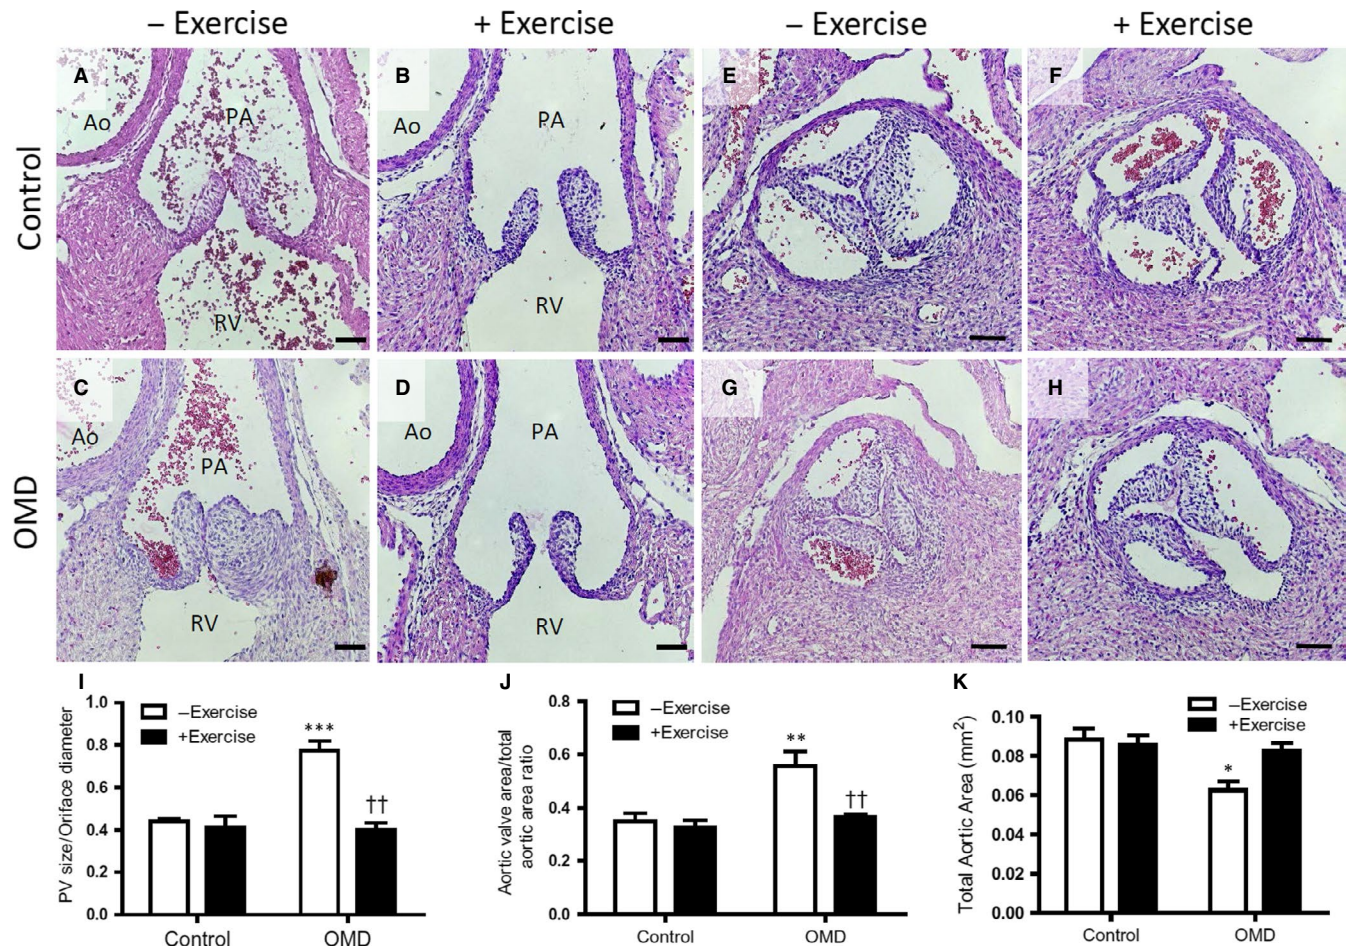 – Exercise
+ Exercise
– Exercise
+ Exercise
Control
A
Ao
PA
RV
B
Ao
PA
RV
E
F
OMD
C
Ao
PA
RV
D
Ao
PA
RV
G
H
I
PV size/Oriface diameter
1.0
0.8
0.6
0.4
0.2
0.0
–Exercise
+Exercise
***
††
Control
OMD
J
Aortic valve area/total
aortic area ratio
0.8
0.6
0.4
0.2
0.0
–Exercise
+Exercise
**
††
Control
OMD
K
Total Aortic Area (mm²)
0.10
0.08
0.06
0.04
0.02
0.00
–Exercise
+Exercise
*
Control
OMD